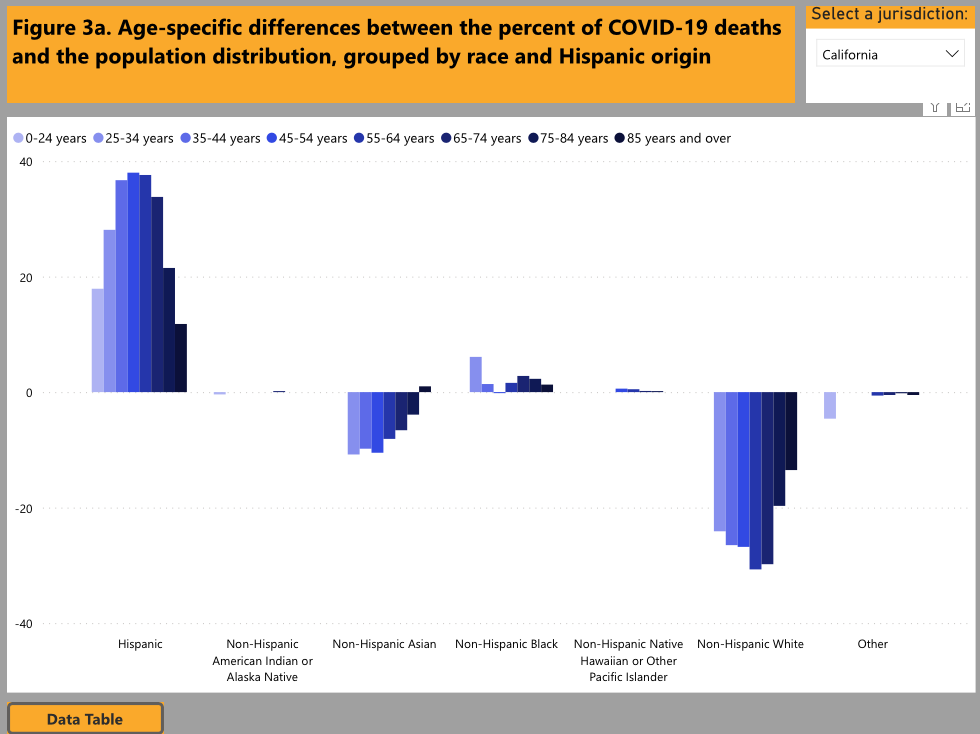 Figure 3a. Age-specific differences between the percent of COVID-19 deaths
and the population distribution, grouped by race and Hispanic origin
Select a jurisdiction:
California
0-24 years 25-34 years 35-44 years 45-54 years 55-64 years 65-74 years 75-84 years 85 years and over
40
20
0
-20
-40
Hispanic
Non-Hispanic
American Indian or
Alaska Native
Non-Hispanic Asian
Non-Hispanic Black
Non-Hispanic Native
Hawaiian or Other
Pacific Islander
Non-Hispanic White
Other
Data Table